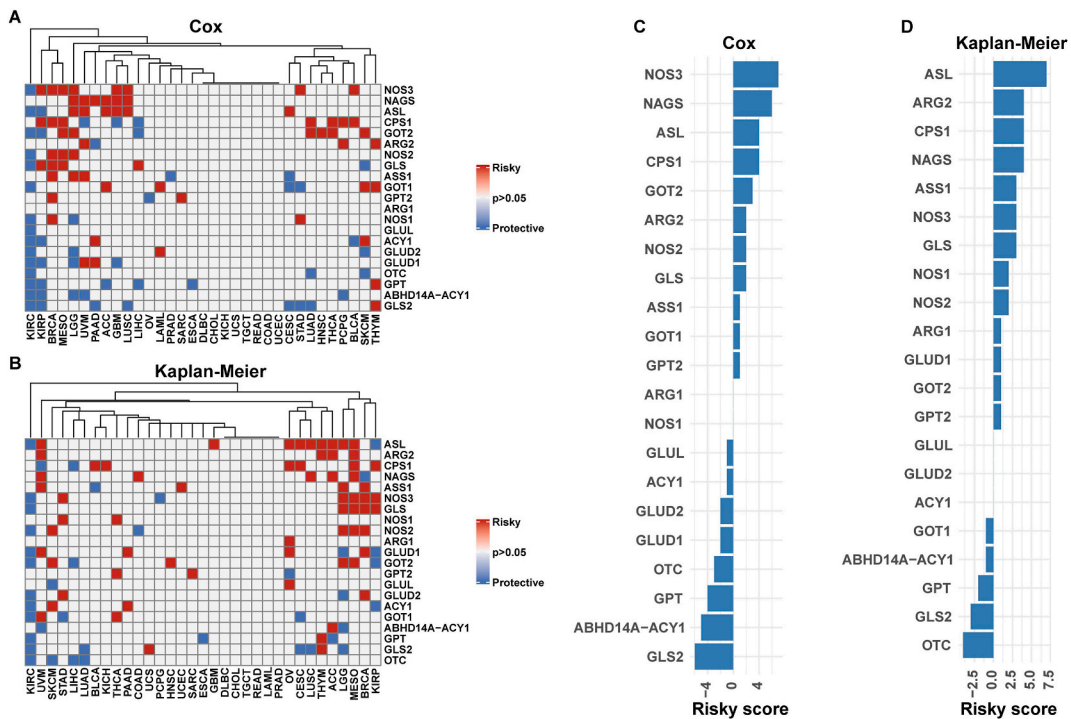 A
Cox
NOS3
NAGS
ASL
CPS1
GOT2
ARG2
NOS2
GLS
ASS1
GOT1
GPT2
ARG1
NOS1
GLUL
ACY1
GLUD2
GLUD1
OTC
GPT
ABHD14A-ACY1
GLS2
KIRC KIRP BRCA MESO LGG UVM PAAD ACC GBM LUSC LIHC OV LAML PRAD SARC ESCA DLBC CHOL KICH UCS TGCT READ COAD UCEC CESC STAD LUAD HNSC THCA PCPG BLCA SKCM THYM
Risky
p>0.05
Protective
B
Kaplan-Meier
ASL
ARG2
CPS1
NAGS
ASS1
NOS3
GLS
NOS1
NOS2
ARG1
GLUD1
GOT2
GPT2
GLUL
GLUD2
ACY1
GOT1
ABHD14A-ACY1
GPT
GLS2
OTC
KIRC UVM SKCM STAD LIHC LUAD BLCA KICH THCA PAAD COAD UCS PCPG HNSC UCEC SARC ESCA GBM DLBC CHOL TGCT READ LAML PRAD OV CESC LUSC THYM ACC LGG MESO BRCA KIRP
Risky
p>0.05
Protective
C
Cox
NOS3
NAGS
ASL
CPS1
GOT2
ARG2
NOS2
GLS
ASS1
GOT1
GPT2
ARG1
NOS1
GLUL
ACY1
GLUD2
GLUD1
OTC
GPT
ABHD14A−ACY1
GLS2
−4 0 4
Risky score
D
Kaplan-Meier
ASL
ARG2
CPS1
NAGS
ASS1
NOS3
GLS
NOS1
NOS2
ARG1
GLUD1
GOT2
GPT2
GLUL
GLUD2
ACY1
GOT1
ABHD14A−ACY1
GPT
GLS2
OTC
−2.5 0.0 2.5 5.0 7.5
Risky score